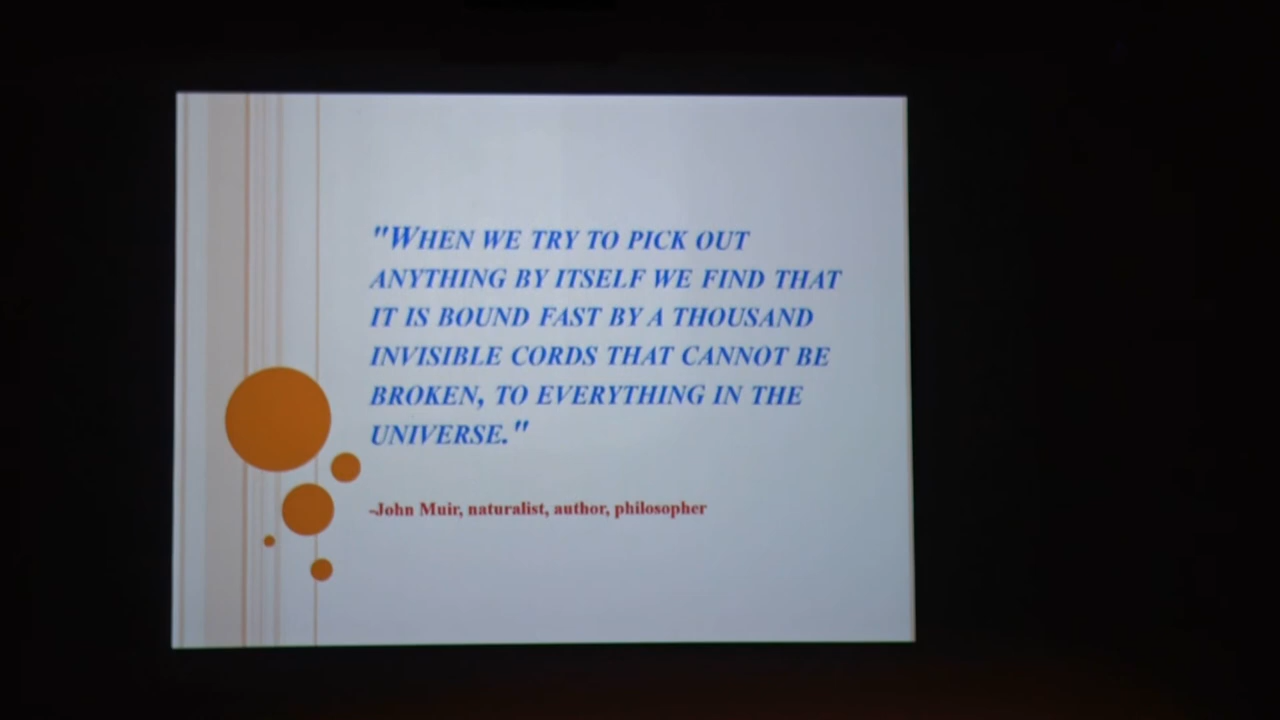 "WHEN WE TRY TO PICK OUT
ANYTHING BY ITSELF WE FIND THAT
IT IS BOUND FAST BY A THOUSAND
INVISIBLE CORDS THAT CANNOT BE
BROKEN, TO EVERYTHING IN THE
UNIVERSE."
-John Muir, naturalist, author, philosopher